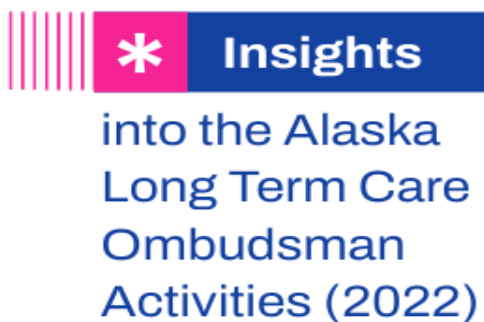 * Insights
into the Alaska
Long Term Care
Ombudsman
Activities (2022)